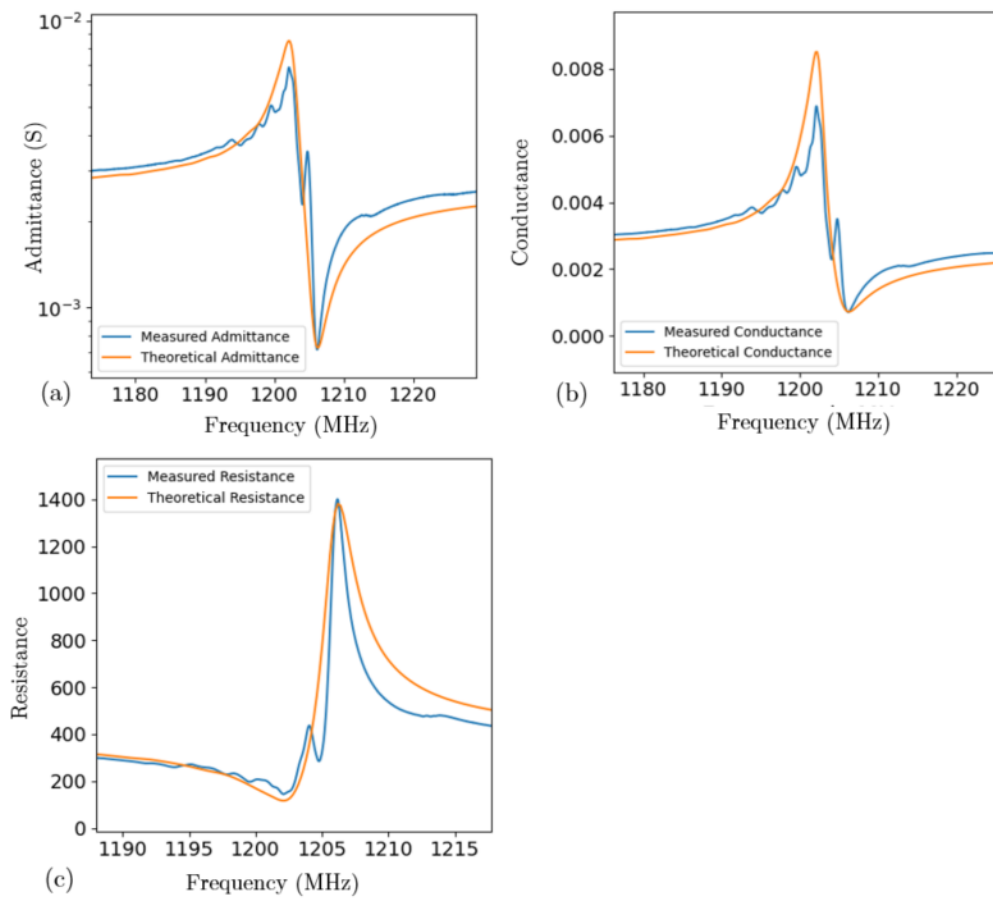 10⁻²
Admittance (S)
10⁻³
Measured Admittance
Theoretical Admittance
1180 1190 1200 1210 1220
(a)
Frequency (MHz)
0.008
0.006
0.004
0.002
0.000
Conductance
Measured Conductance
Theoretical Conductance
1180 1190 1200 1210 1220
(b)
Frequency (MHz)
Measured Resistance
Theoretical Resistance
1400
1200
1000
800
600
400
200
0
Resistance
1190 1195 1200 1205 1210 1215
(c)
Frequency (MHz)